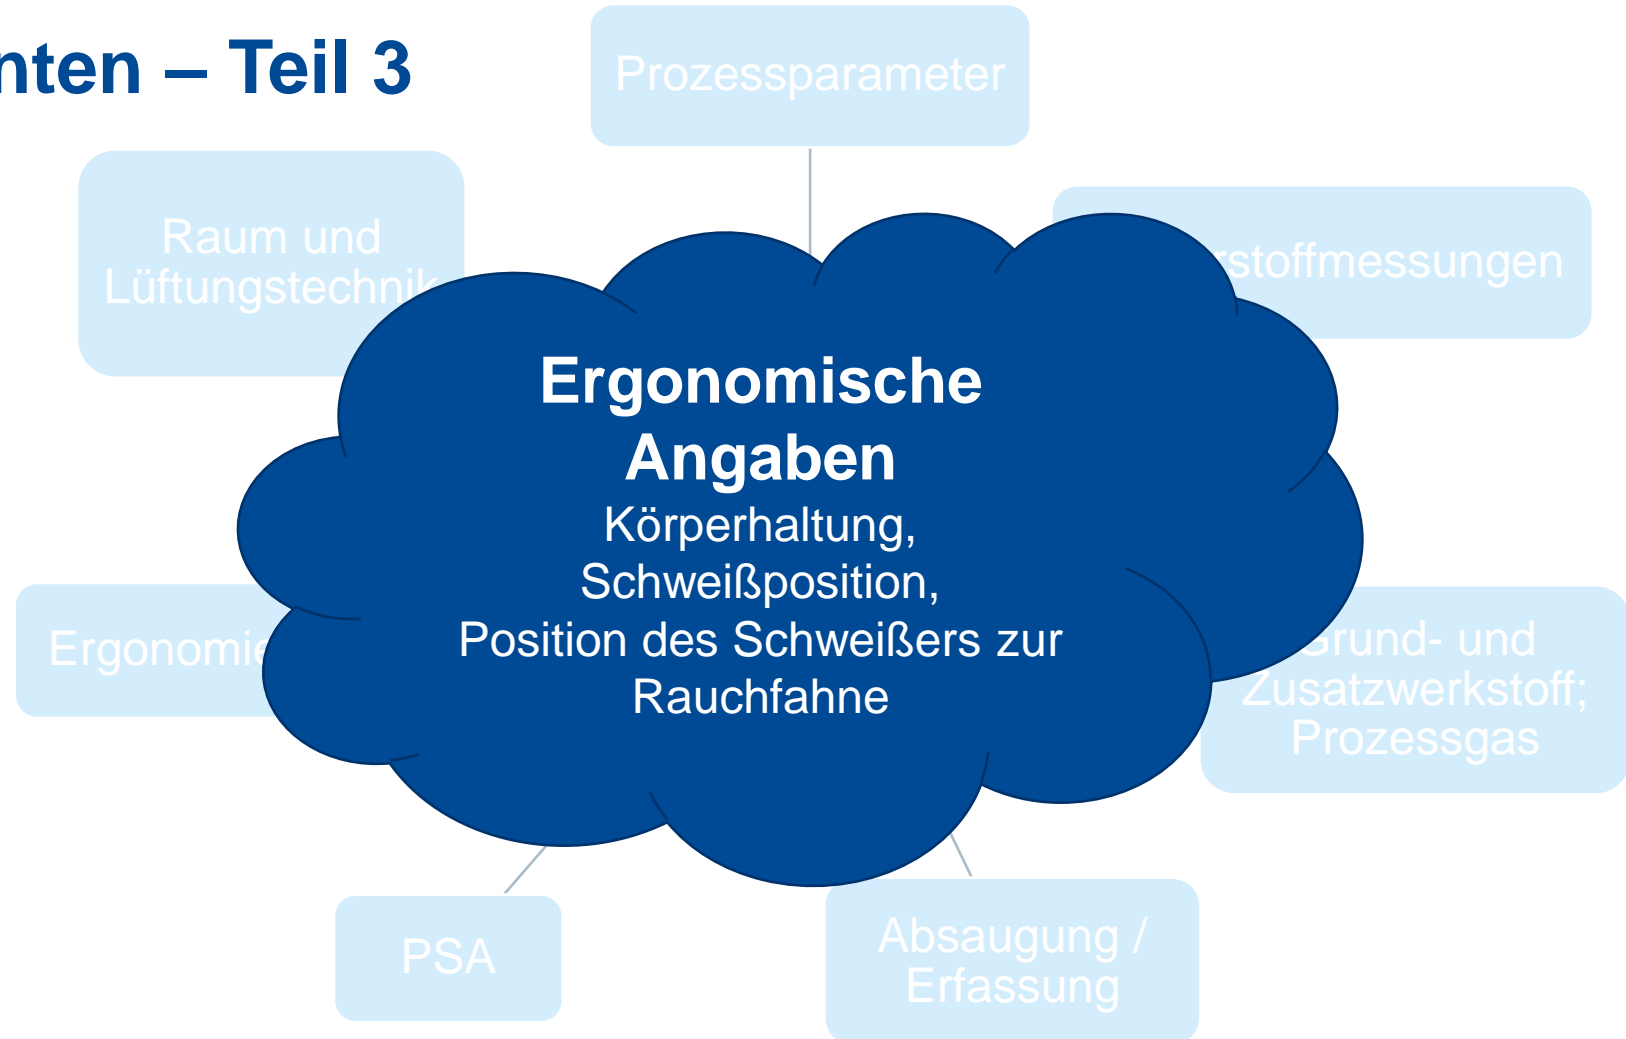 nten – Teil 3
Prozessparameter
Raum und
Lüftungstechnik
rstoffmessungen
Ergonomische
Angaben
Körperhaltung,
Schweißposition,
Position des Schweißers zur
Rauchfahne
Ergonomie
Grund- und
Zusatzwerkstoff;
Prozessgas
PSA
Absaugung /
Erfassung